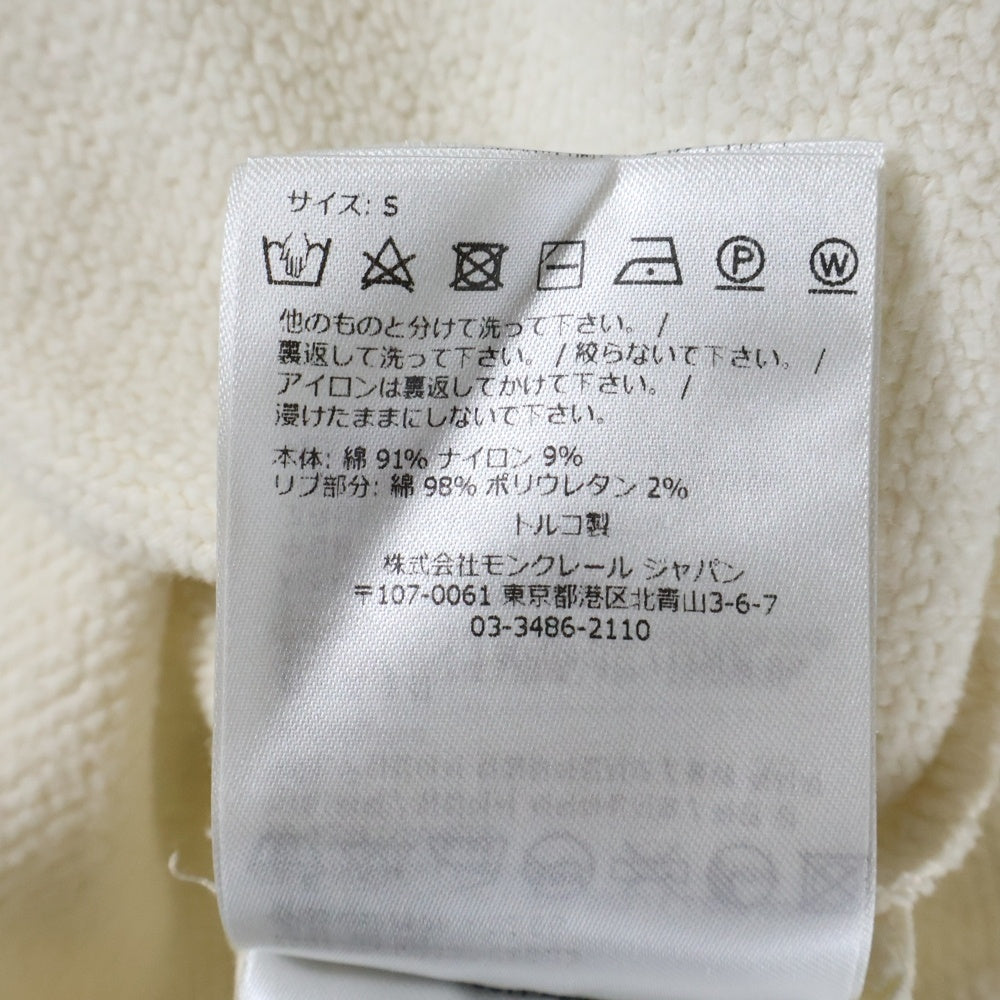 サイズ: S
P W
他のものと分けて洗って下さい。 /
裏返して洗って下さい。 / 絞らないで下さい。 /
アイロンは裏返してかけて下さい。 /
浸けたままにしないで下さい。
本体: 綿 91% ナイロン 9%
リブ部分: 綿 98% ポリウレタン 2%
トルコ製
株式会社モンクレール ジャパン
〒107-0061 東京都港区北青山3-6-7
03-3486-2110